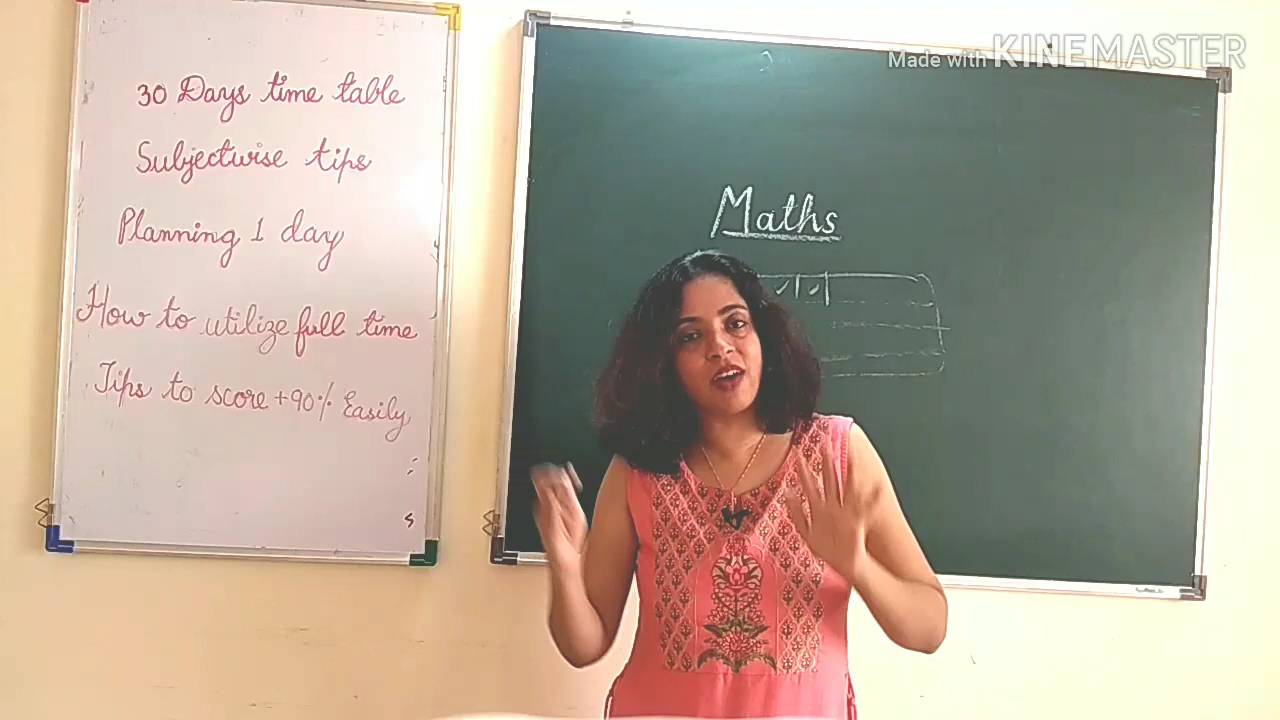 Made with KINEMASTER
30 Days time table
Subjectwise tips
Planning 1 day
How to utilize full time
Tips to score +90% Easily
Maths